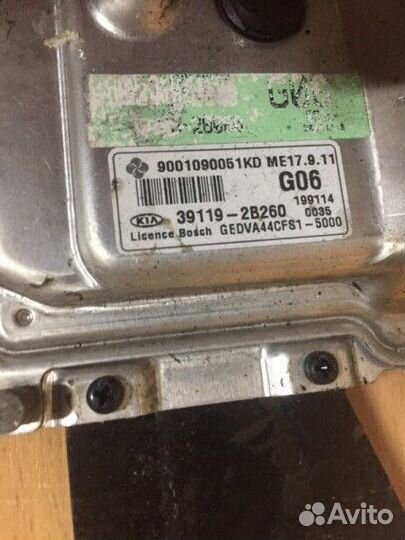 9001090051KD ME17.9.11
G06
199114
KIA 39119-2B260 0035
Licence Bosch GEDVA44CFS1-5000
Avito